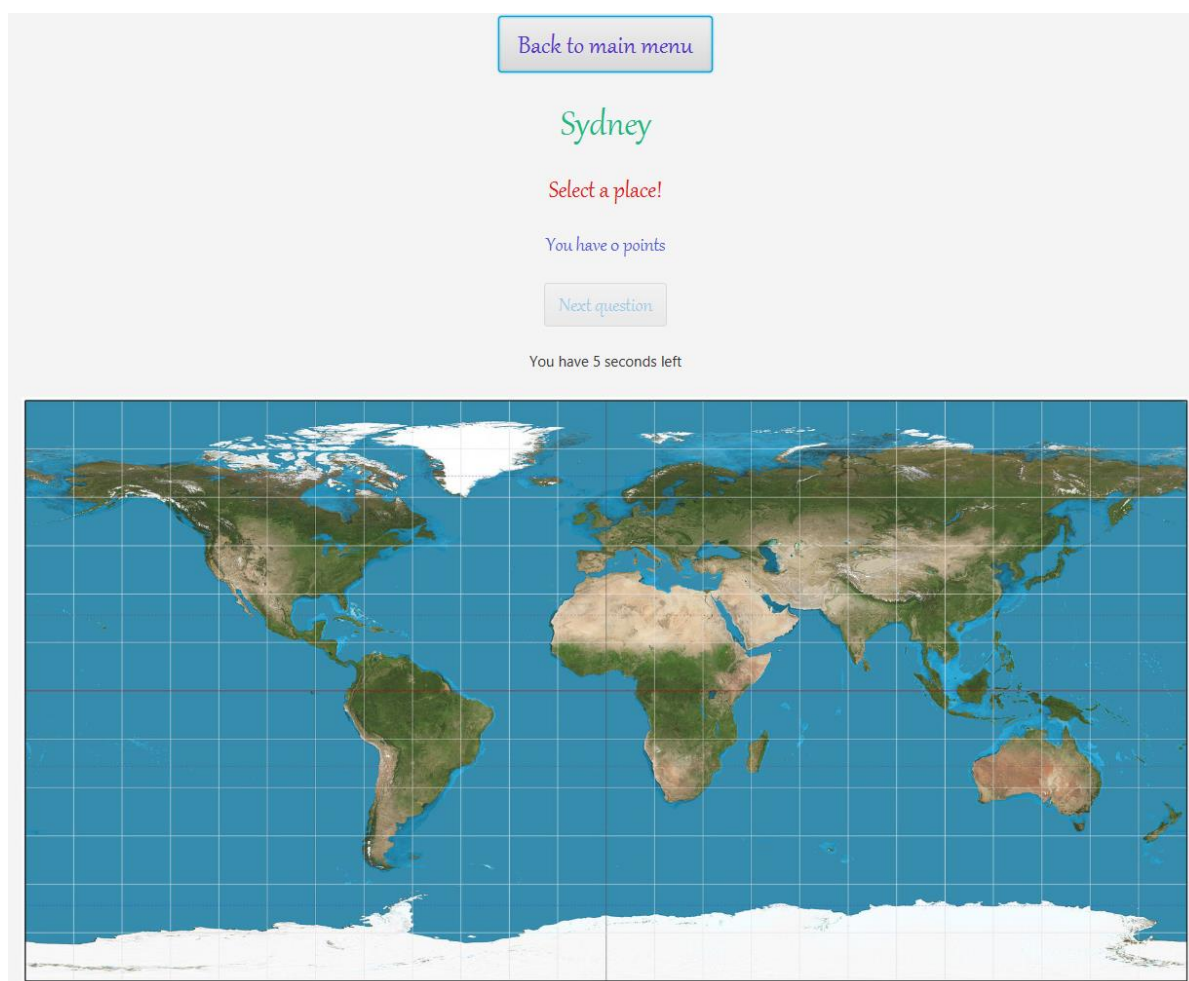 Back to main menu
Sydney
Select a place!
You have 0 points
Next question
You have 5 seconds left